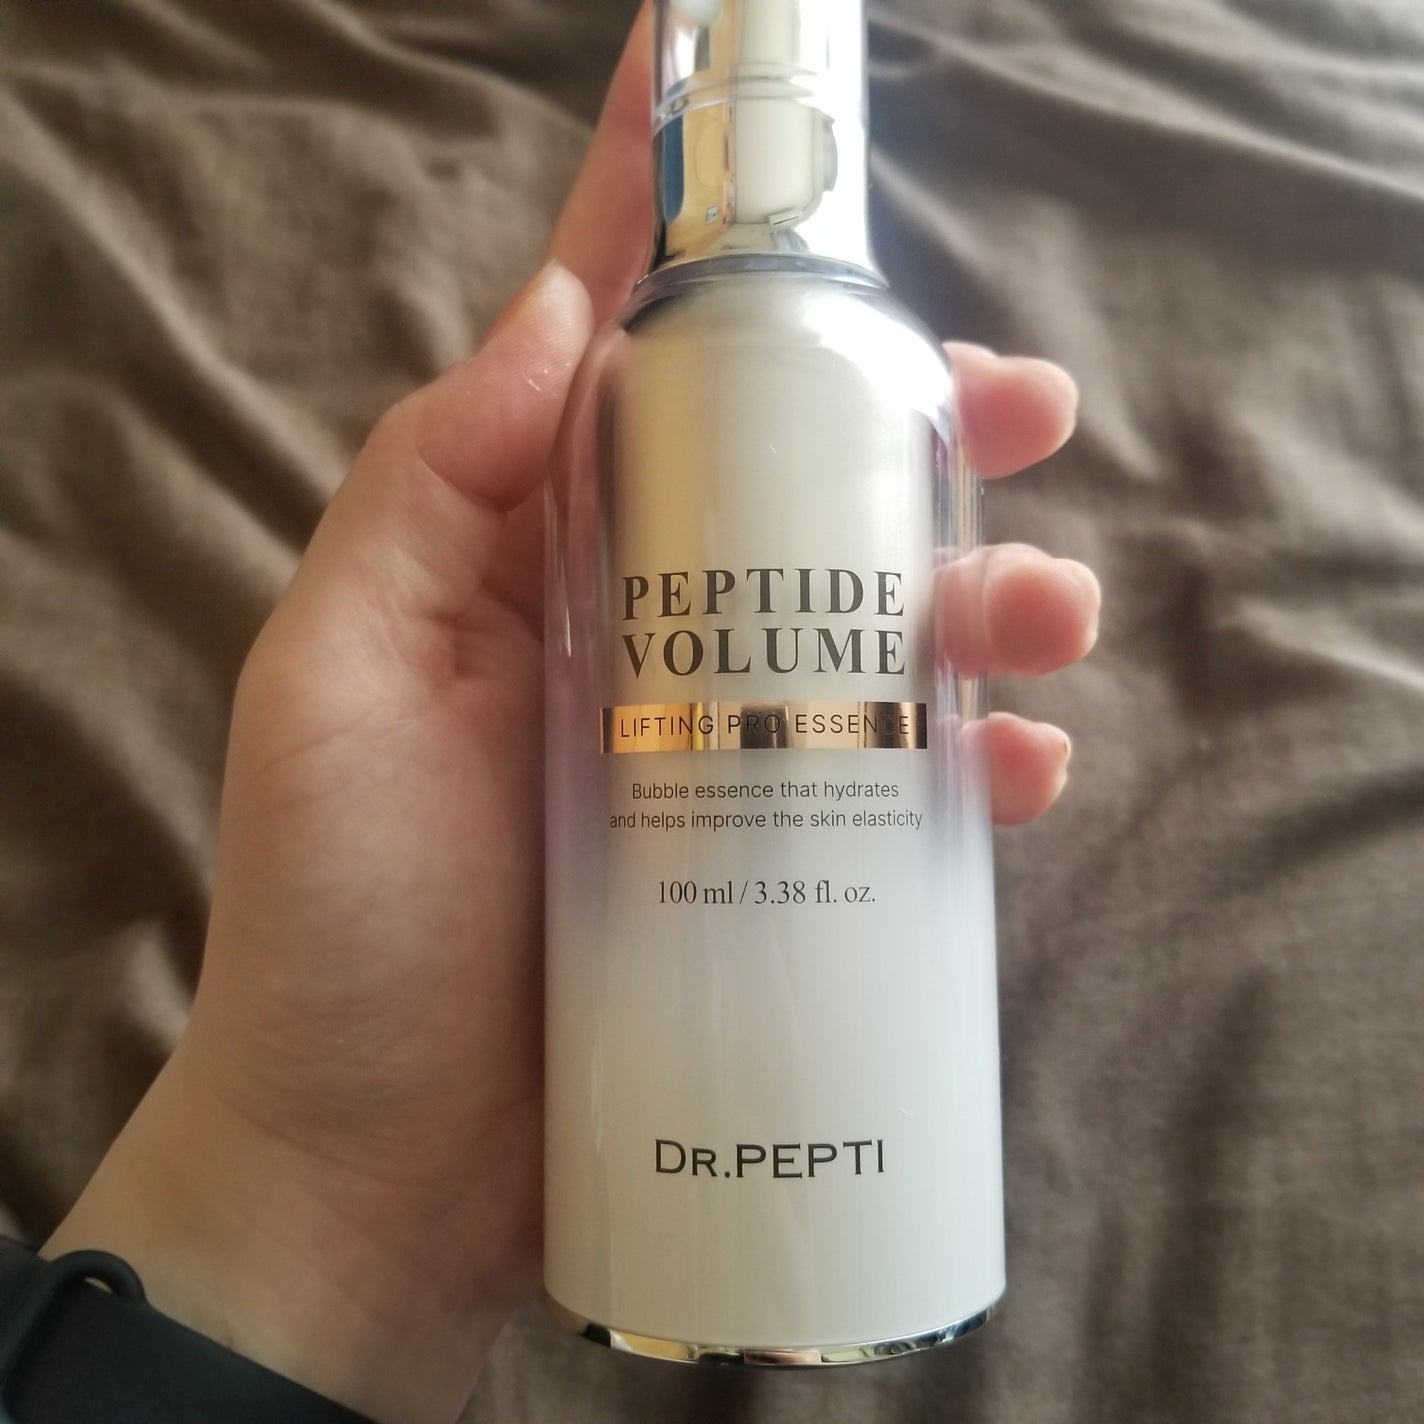 PEPTIDE
VOLUME
LIFTING PRO ESSENCE
Bubble essence that hydrates
and helps improve the skin elasticity
100 ml / 3.38 fl. oz.
DR.PEPTI